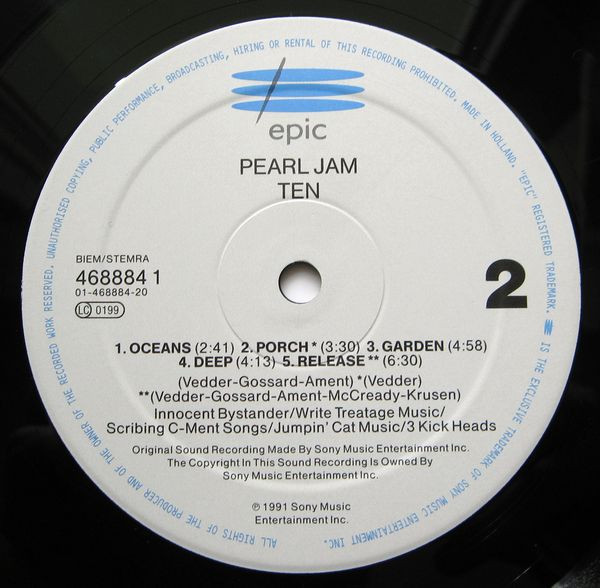 ALL RIGHTS OF THE PRODUCER AND OF THE OWNER OF THE RECORDED WORK RESERVED. UNAUTHORISED COPYING, PUBLIC PERFORMANCE, BROADCASTING, HIRING OR RENTAL OF THIS RECORDING PROHIBITED. MADE IN HOLLAND. "EPIC" REGISTERED TRADEMARK. IS THE EXCLUSIVE TRADEMARK OF SONY MUSIC ENTERTAINMENT INC.
epic
PEARL JAM
TEN
BIEM/STEMRA
468884 1
01-468884-20
LC 0199
2
1. OCEANS (2:41) 2. PORCH * (3:30) 3. GARDEN (4:58)
4. DEEP (4:13) 5. RELEASE ** (6:30)
(Vedder-Gossard-Ament) *(Vedder)
**(Vedder-Gossard-Ament-McCready-Krusen)
Innocent Bystander/Write Treatage Music/
Scribing C-Ment Songs/Jumpin' Cat Music/3 Kick Heads
Original Sound Recording Made By Sony Music Entertainment Inc.
The Copyright In This Sound Recording Is Owned By
Sony Music Entertainment Inc.
℗ 1991 Sony Music
Entertainment Inc.